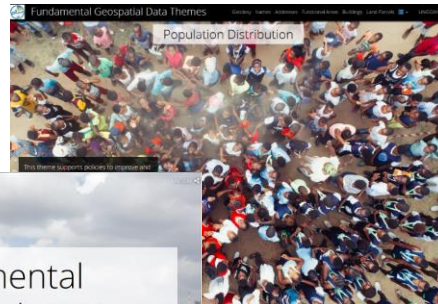 Fundamental Geospatial Data Themes
Geodesy Names Addresses Functional Areas Buildings Land Parcels
Population Distribution
This theme supports policies to improve and
mental